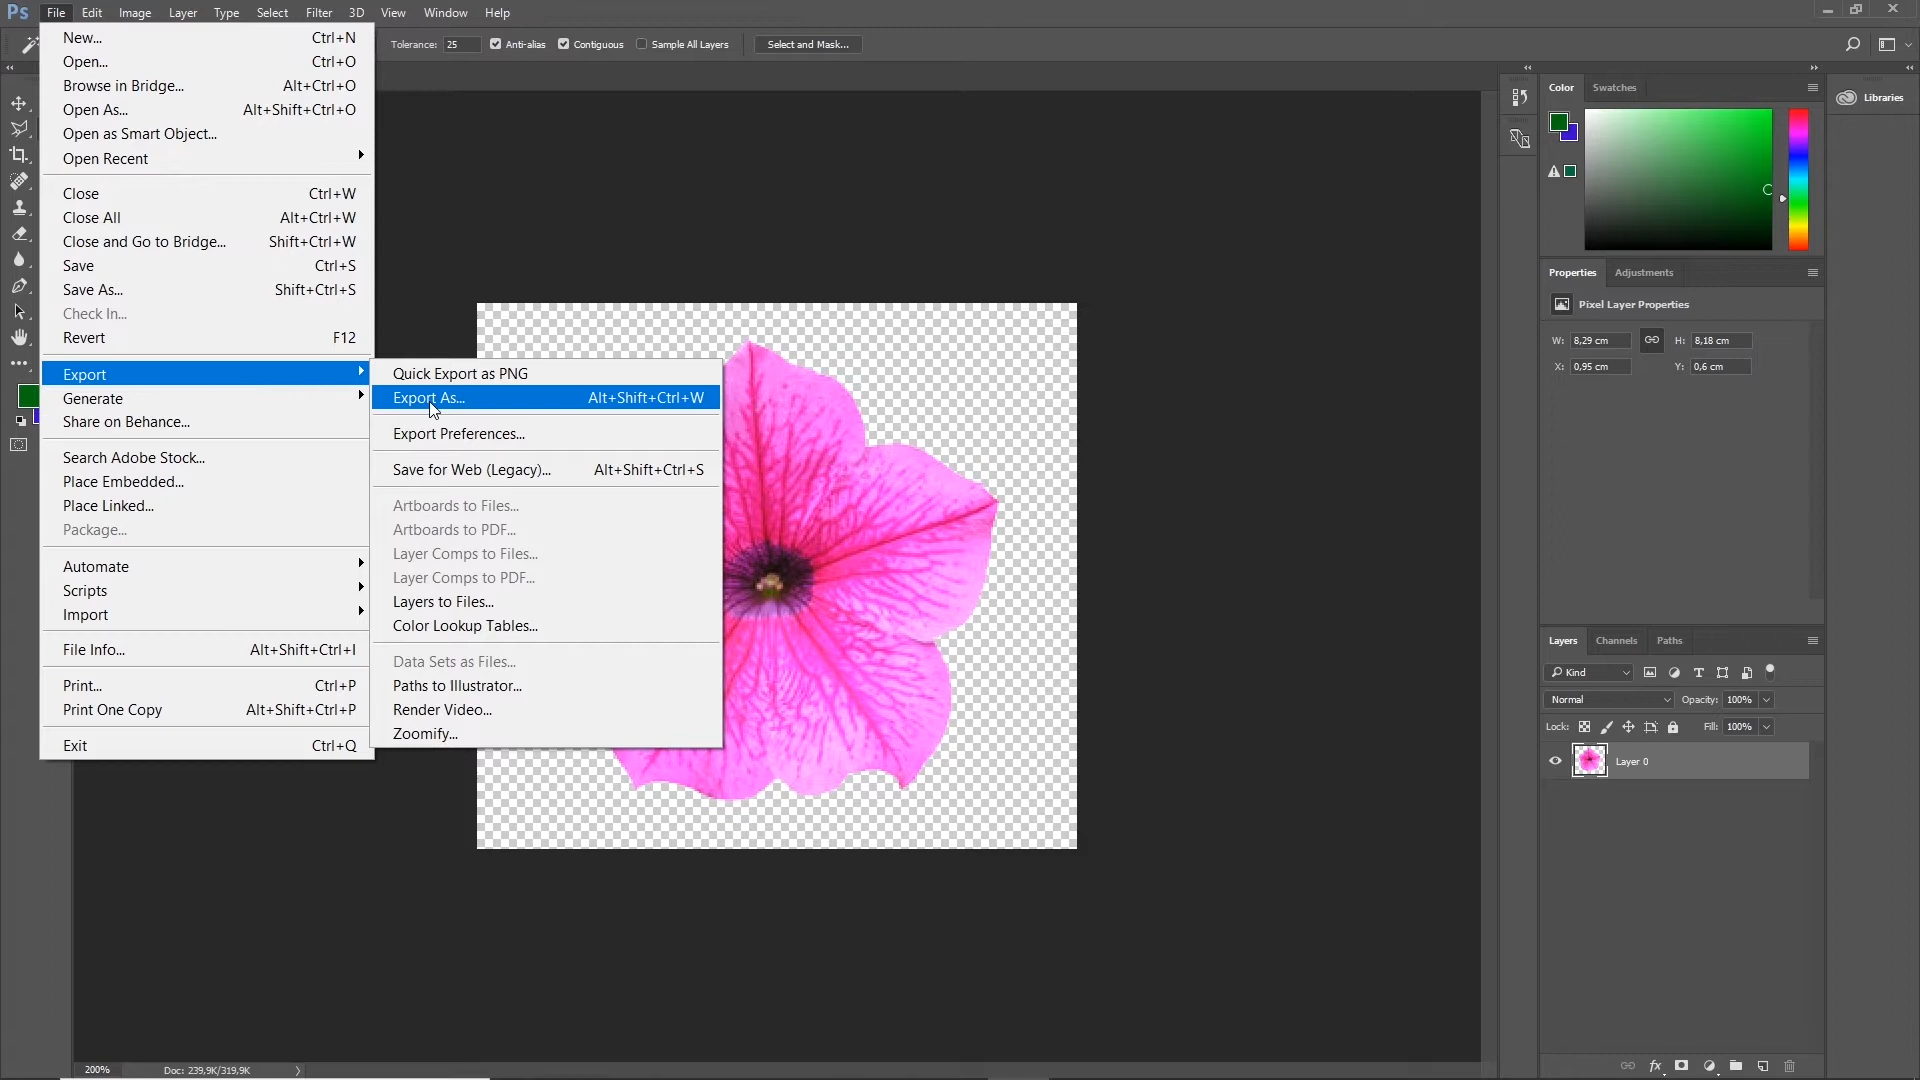 Ps File Edit Image Layer Type Select Filter 3D View Window Help
Tolerance: 25 Anti-alias Contiguous Sample All Layers Select and Mask...
New... Ctrl+N
Open... Ctrl+O
Browse in Bridge... Alt+Ctrl+O
Open As... Alt+Shift+Ctrl+O
Open as Smart Object...
Open Recent
Close Ctrl+W
Close All Alt+Ctrl+W
Close and Go to Bridge... Shift+Ctrl+W
Save Ctrl+S
Save As... Shift+Ctrl+S
Check In...
Revert F12
Export
Generate
Share on Behance...
Search Adobe Stock...
Place Embedded...
Place Linked...
Package...
Automate
Scripts
Import
File Info... Alt+Shift+Ctrl+I
Print... Ctrl+P
Print One Copy Alt+Shift+Ctrl+P
Exit Ctrl+Q
Quick Export as PNG
Export As... Alt+Shift+Ctrl+W
Export Preferences...
Save for Web (Legacy)... Alt+Shift+Ctrl+S
Artboards to Files...
Artboards to PDF...
Layer Comps to Files...
Layer Comps to PDF...
Layers to Files...
Color Lookup Tables...
Data Sets as Files...
Paths to Illustrator...
Render Video...
Zoomify...
Color Swatches
Libraries
Properties Adjustments
Pixel Layer Properties
W: 8,29 cm H: 8,18 cm
X: 0,95 cm Y: 0,6 cm
Layers Channels Paths
Kind
Normal Opacity: 100%
Lock: Fill: 100%
Layer 0
fx
200% Doc: 239,9K/319,9K